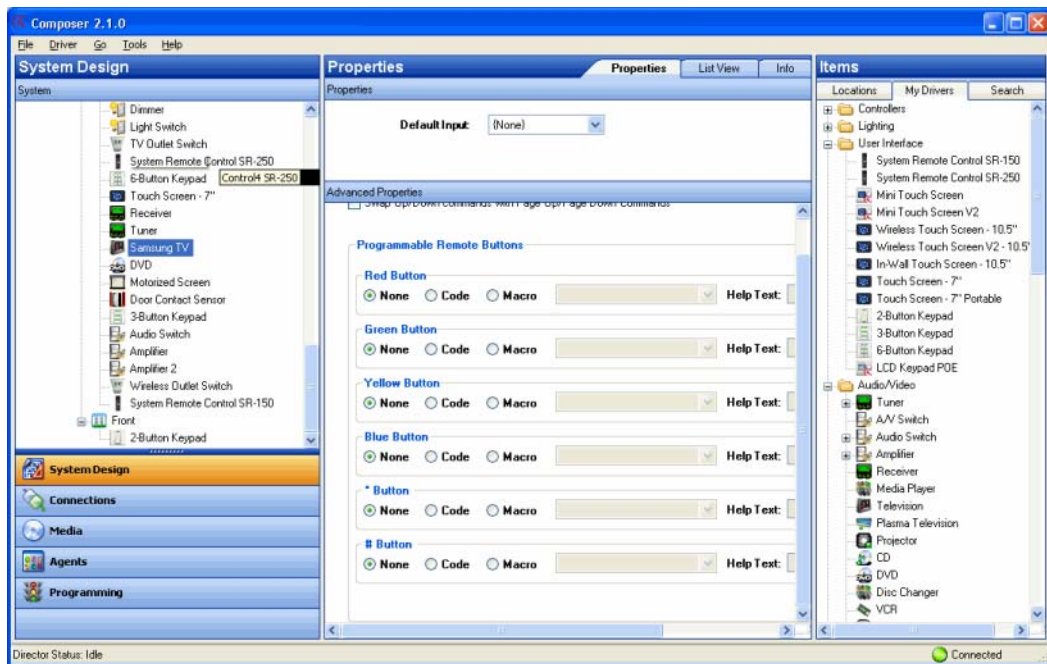 Composer 2.1.0
File Driver Go Tools Help
System Design
System
Dimmer
Light Switch
TV Outlet Switch
System Remote Control SR-250
6-Button Keypad
Control4 SR-250
Touch Screen - 7"
Receiver
Tuner
Samsung TV
DVD
Motorized Screen
Door Contact Sensor
3-Button Keypad
Audio Switch
Amplifier
Amplifier 2
Wireless Outlet Switch
System Remote Control SR-150
Front
2-Button Keypad
System Design
Connections
Media
Agents
Programming
Properties
Properties List View Info
Properties
Default Input: (None)
Advanced Properties
Swap Up/Down commands with Page Up/Page Down Commands
Programmable Remote Buttons
Red Button
None Code Macro Help Text:
Green Button
None Code Macro Help Text:
Yellow Button
None Code Macro Help Text:
Blue Button
None Code Macro Help Text:
* Button
None Code Macro Help Text:
# Button
None Code Macro Help Text:
Items
Locations My Drivers Search
Controllers
Lighting
User Interface
System Remote Control SR-150
System Remote Control SR-250
Mini Touch Screen
Mini Touch Screen V2
Wireless Touch Screen - 10.5"
Wireless Touch Screen V2 - 10.5"
In-Wall Touch Screen - 10.5"
Touch Screen - 7"
Touch Screen - 7" Portable
2-Button Keypad
3-Button Keypad
6-Button Keypad
LCD Keypad POE
Audio/Video
Tuner
A/V Switch
Audio Switch
Amplifier
Receiver
Media Player
Television
Plasma Television
Projector
CD
DVD
Disc Changer
VCR
Director Status: Idle
Connected